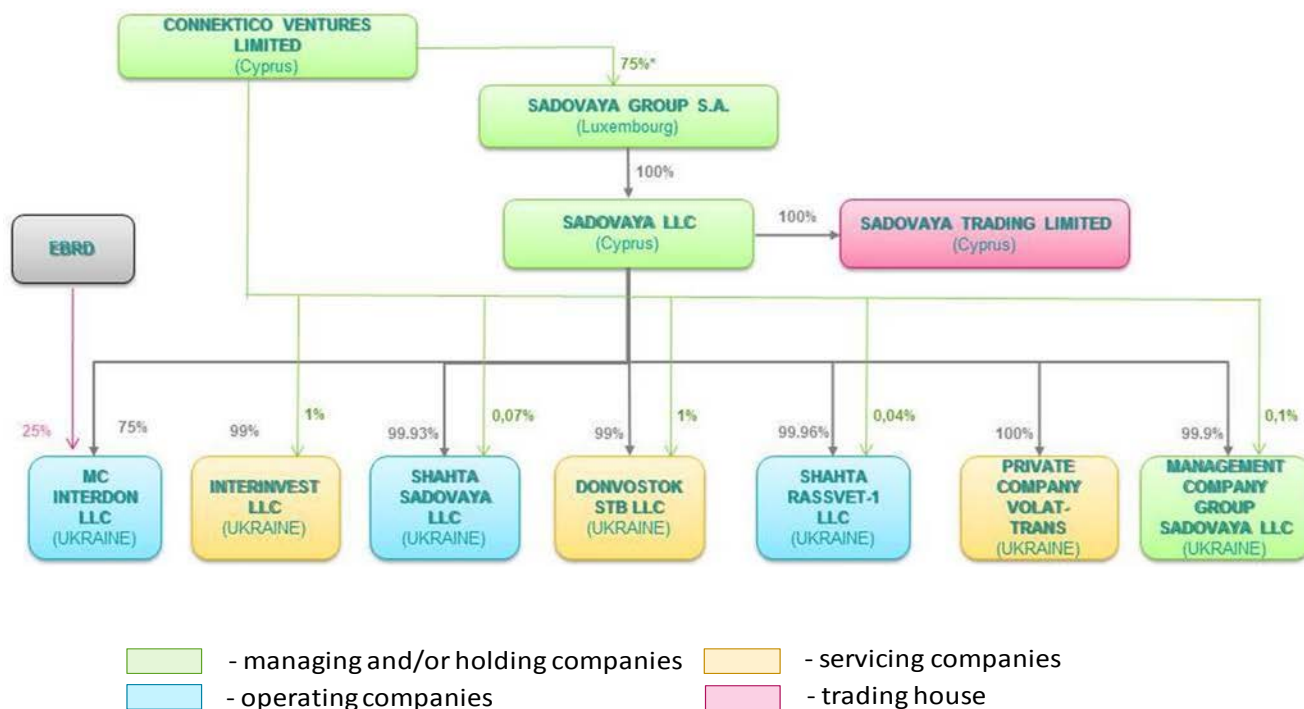 CONNEKTICO VENTURES
LIMITED
(Cyprus)
75%*
SADOVAYA GROUP S.A.
(Luxembourg)
100%
SADOVAYA LLC
(Cyprus)
100%
SADOVAYA TRADING LIMITED
(Cyprus)
EBRD
25%
75%
99%
1%
99.93%
0,07%
99%
1%
99.96%
0,04%
100%
99.9%
0,1%
MC
INTERDON
LLC
(UKRAINE)
INTERINVEST
LLC
(UKRAINE)
SHAHTA
SADOVAYA
LLC
(UKRAINE)
DONVOSTOK
STB LLC
(UKRAINE)
SHAHTA
RASSVET-1
LLC
(UKRAINE)
PRIVATE
COMPANY
VOLAT-
TRANS
(UKRAINE)
MANAGEMENT
COMPANY
GROUP
SADOVAYA LLC
(UKRAINE)
- managing and/or holding companies
- servicing companies
- operating companies
- trading house